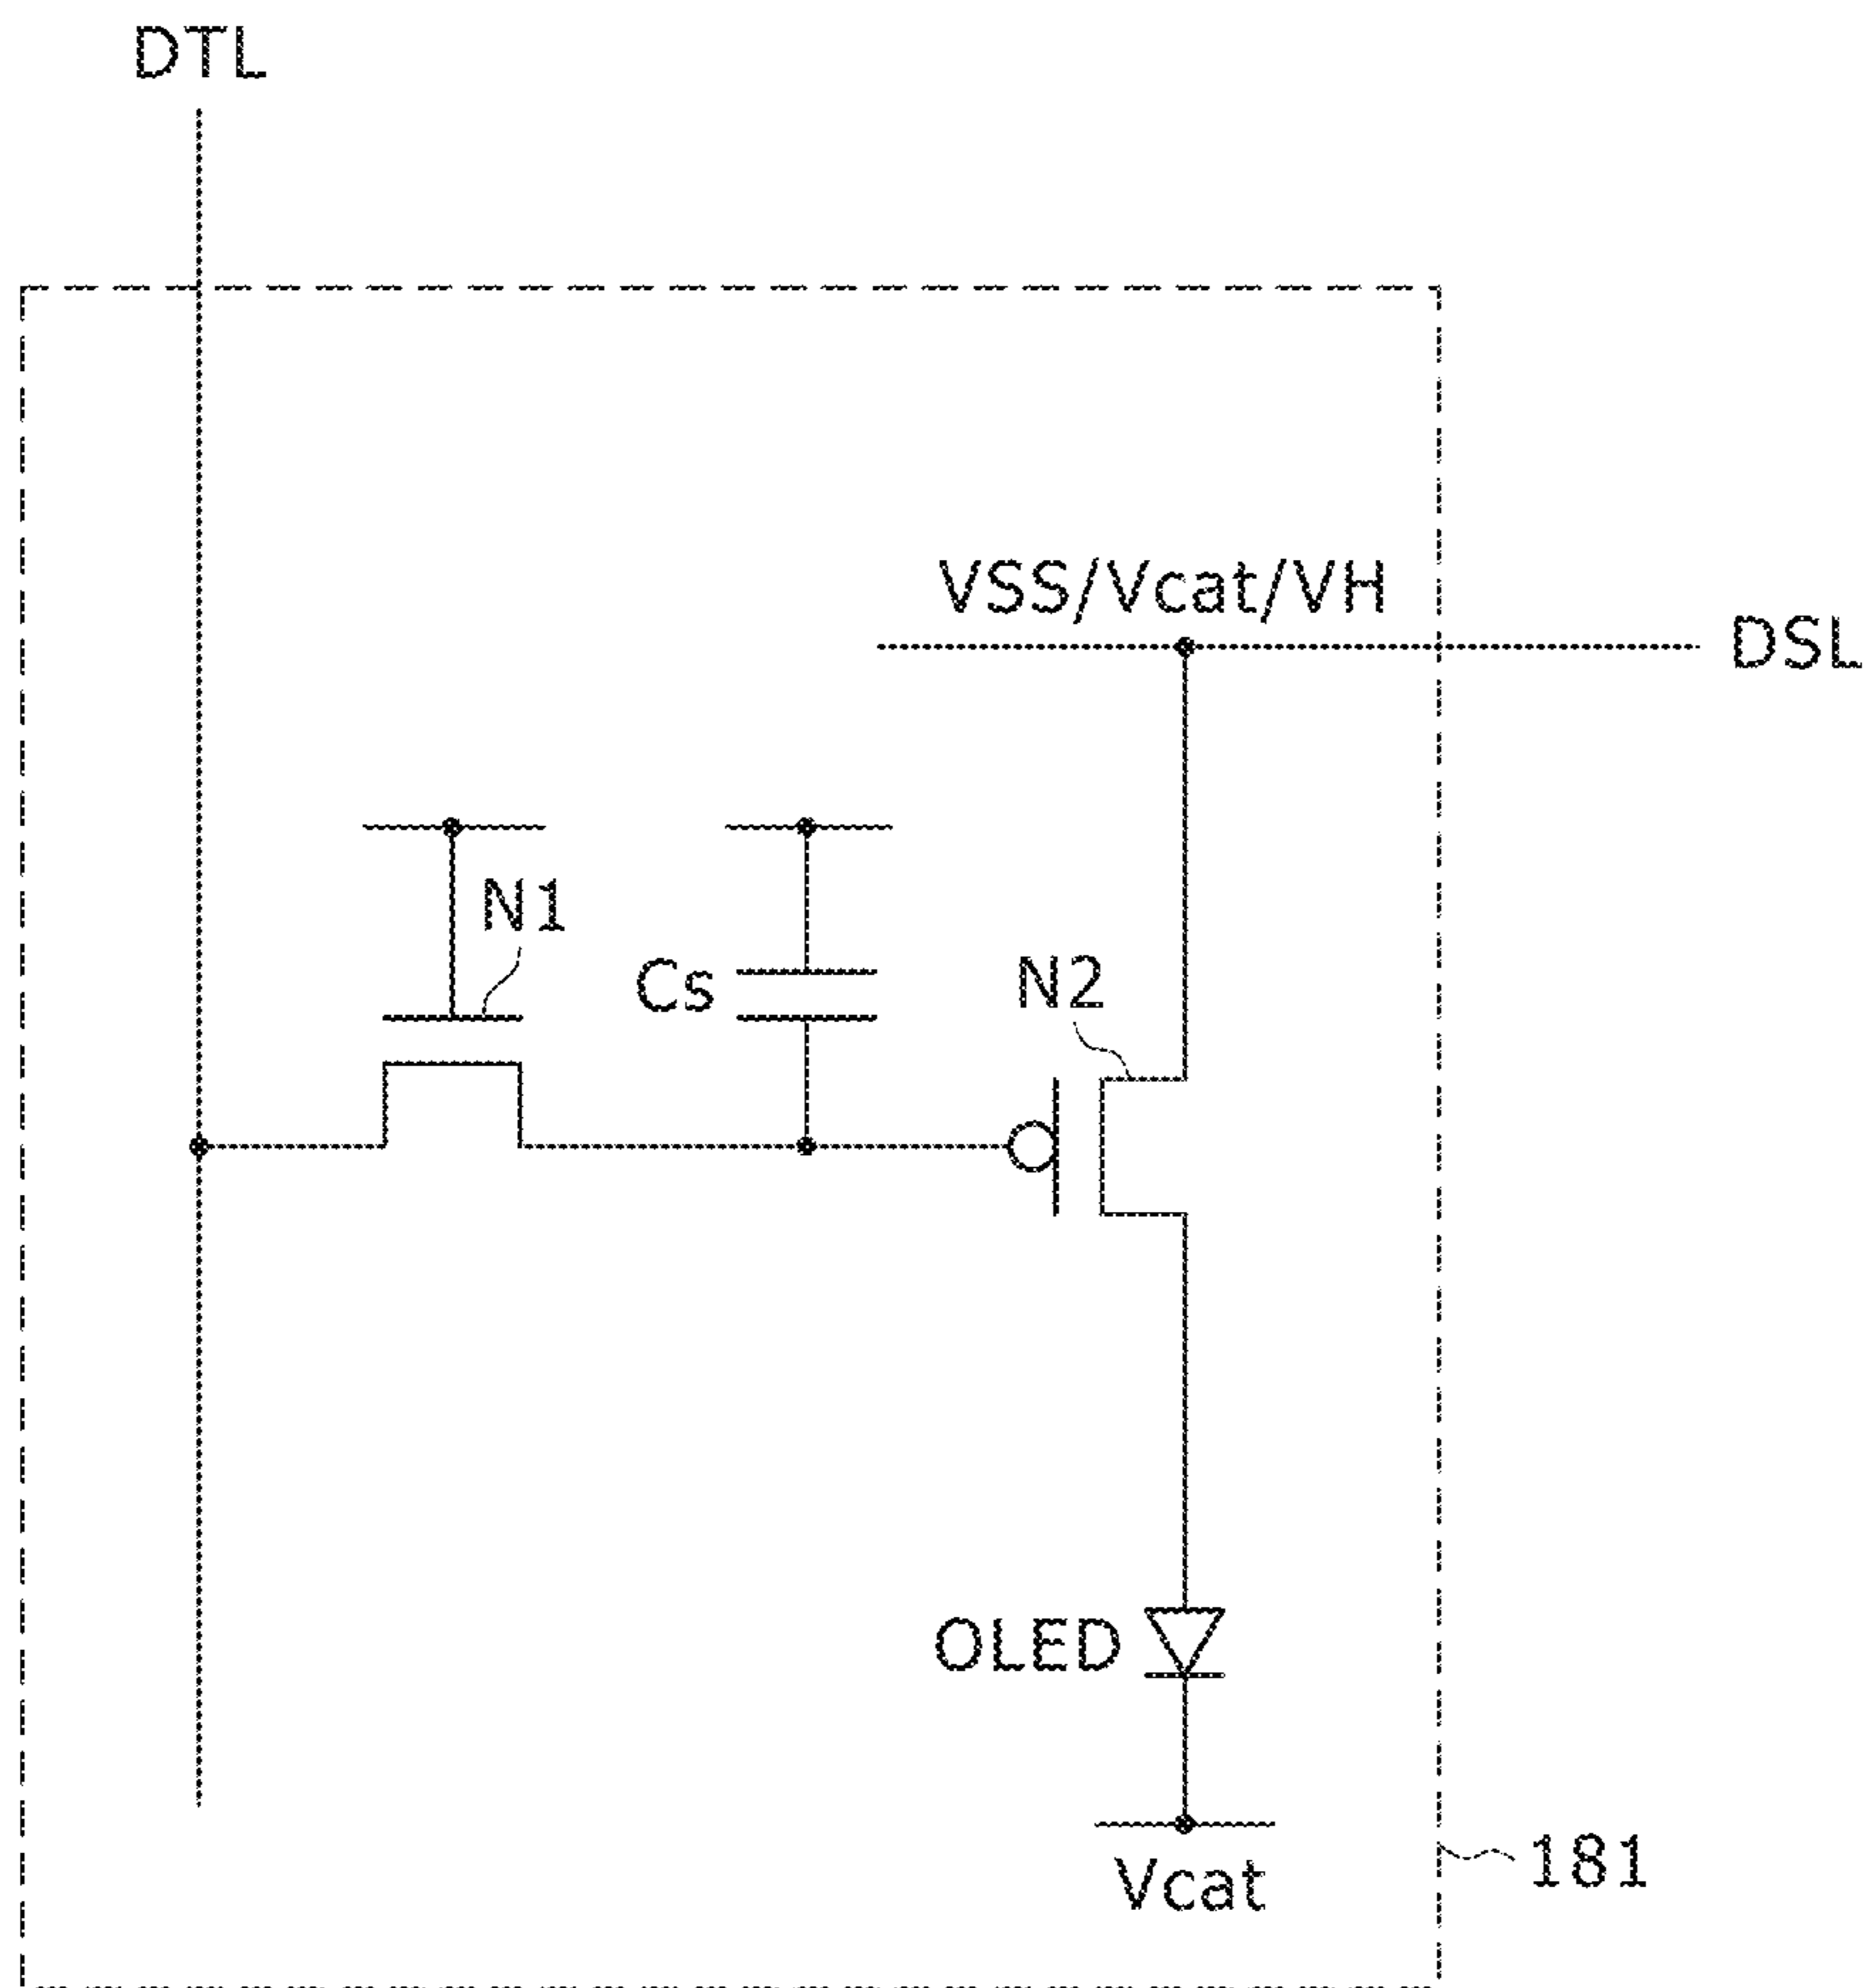 DTL
VSS/Vcat/VH
DSL
N1
Cs
N2
OLED
Vcat
181